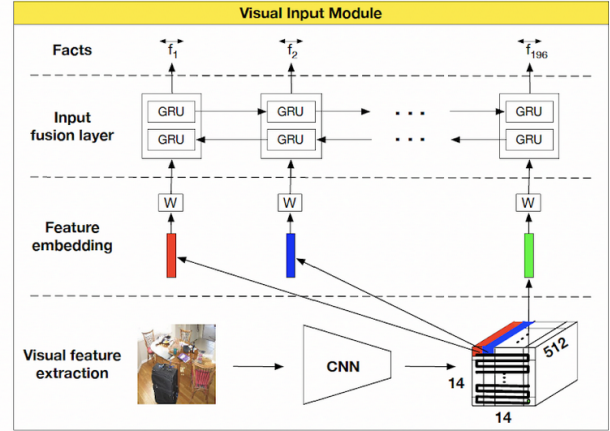 Visual Input Module
Facts
f1
f2
f196
Input
fusion layer
GRU
GRU
GRU
GRU
GRU
GRU
. . .
. . .
Feature
embedding
W
W
W
Visual feature
extraction
CNN
512
14
14